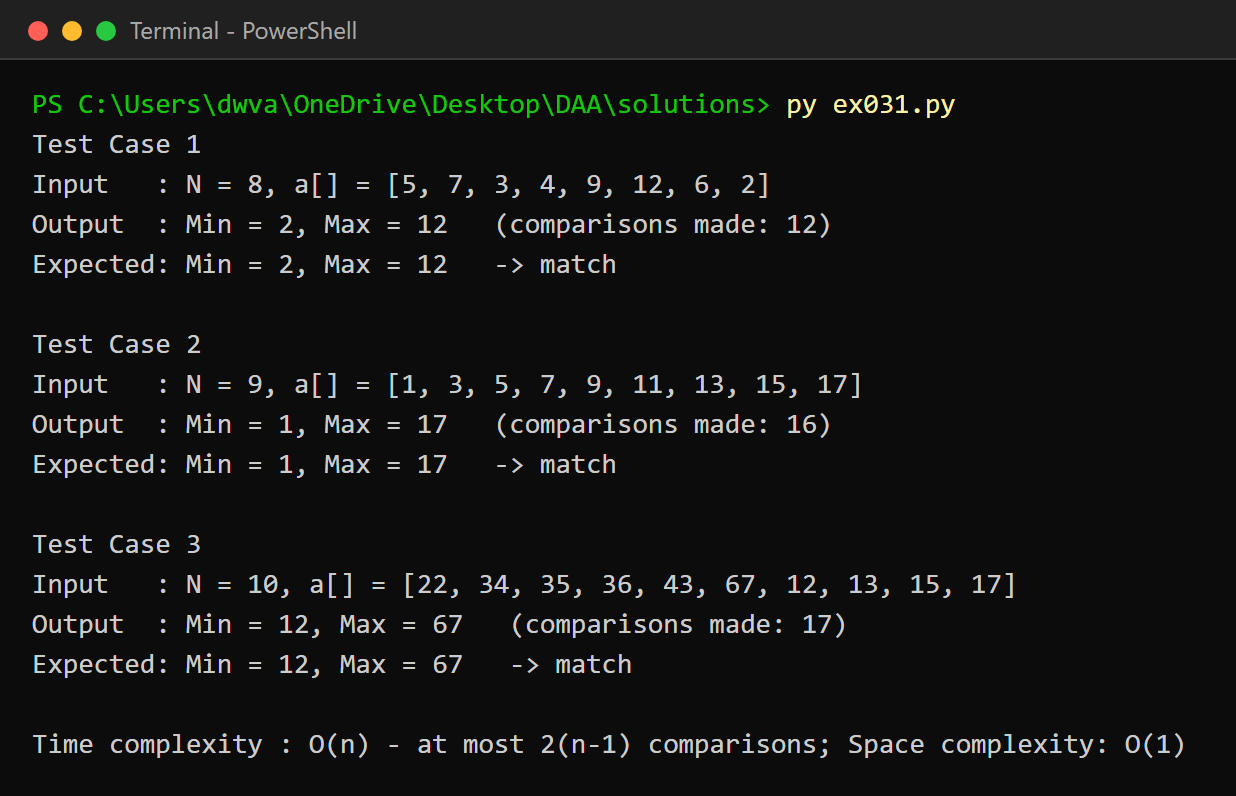 Terminal - PowerShell
PS C:\Users\dwva\OneDrive\Desktop\DAA\solutions> py ex031.py
Test Case 1
Input   : N = 8, a[] = [5, 7, 3, 4, 9, 12, 6, 2]
Output  : Min = 2, Max = 12   (comparisons made: 12)
Expected: Min = 2, Max = 12   -> match

Test Case 2
Input   : N = 9, a[] = [1, 3, 5, 7, 9, 11, 13, 15, 17]
Output  : Min = 1, Max = 17   (comparisons made: 16)
Expected: Min = 1, Max = 17   -> match

Test Case 3
Input   : N = 10, a[] = [22, 34, 35, 36, 43, 67, 12, 13, 15, 17]
Output  : Min = 12, Max = 67   (comparisons made: 17)
Expected: Min = 12, Max = 67   -> match

Time complexity : O(n) - at most 2(n-1) comparisons; Space complexity: O(1)